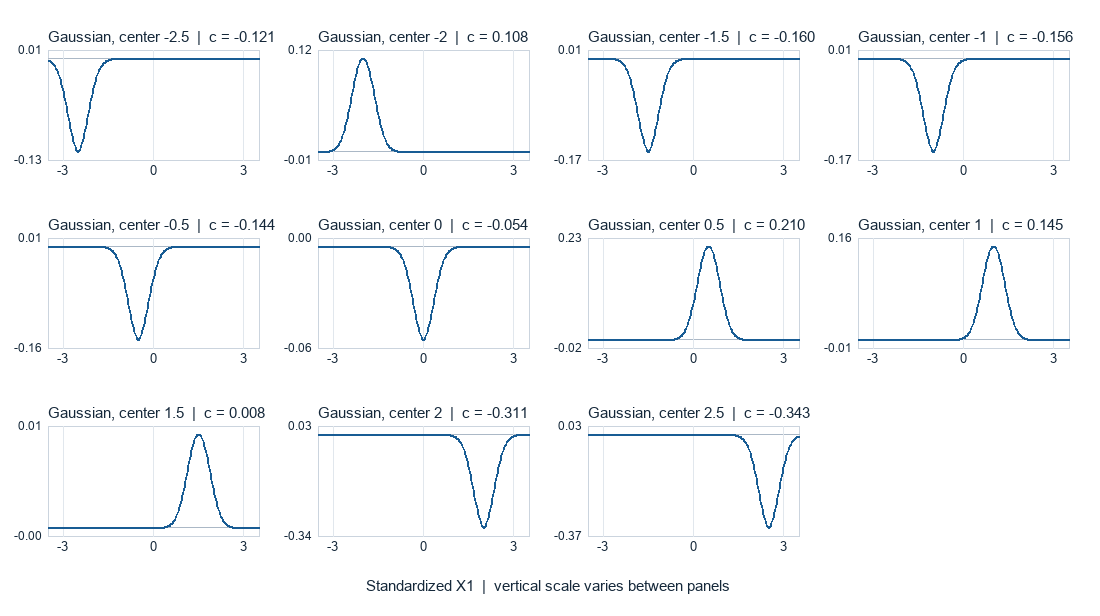 Gaussian, center -2.5 | c = -0.121
0.01
-0.13
-3 0 3
Gaussian, center -2 | c = 0.108
0.12
-0.01
-3 0 3
Gaussian, center -1.5 | c = -0.160
0.01
-0.17
-3 0 3
Gaussian, center -1 | c = -0.156
0.01
-0.17
-3 0 3
Gaussian, center -0.5 | c = -0.144
0.01
-0.16
-3 0 3
Gaussian, center 0 | c = -0.054
0.00
-0.06
-3 0 3
Gaussian, center 0.5 | c = 0.210
0.23
-0.02
-3 0 3
Gaussian, center 1 | c = 0.145
0.16
-0.01
-3 0 3
Gaussian, center 1.5 | c = 0.008
0.01
-0.00
-3 0 3
Gaussian, center 2 | c = -0.311
0.03
-0.34
-3 0 3
Gaussian, center 2.5 | c = -0.343
0.03
-0.37
-3 0 3
Standardized X1 | vertical scale varies between panels